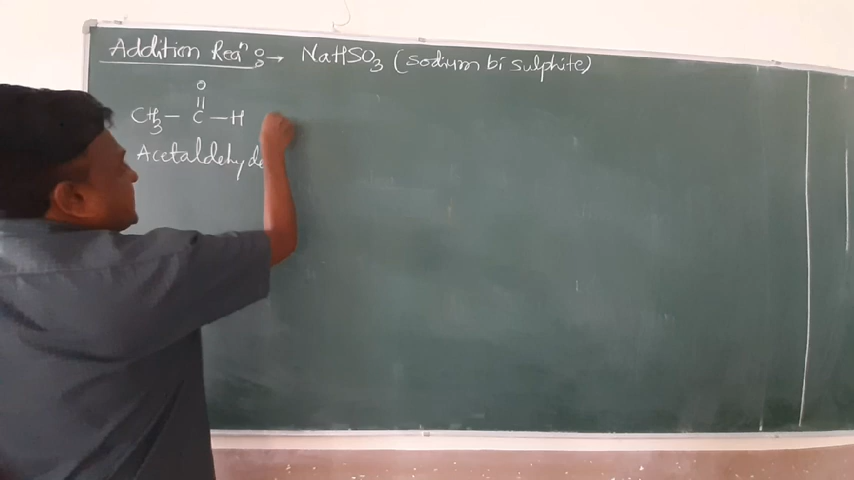 Addition Reaⁿ :→ NaHSO₃ (Sodium bi sulphite)
O
||
CH₃ — C — H
Acetaldehyde